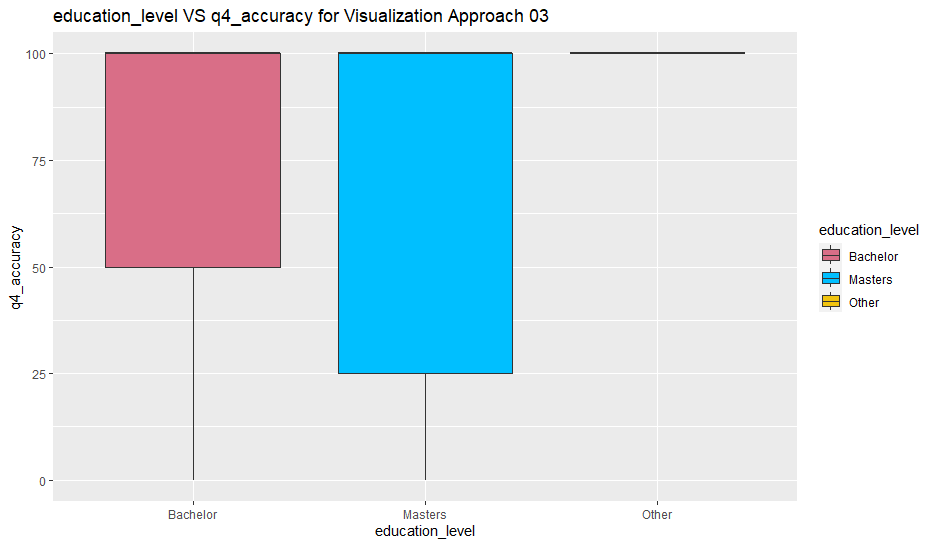 education_level VS q4_accuracy for Visualization Approach 03
100
75
50
25
0
q4_accuracy
Bachelor
Masters
Other
education_level
education_level
Bachelor
Masters
Other